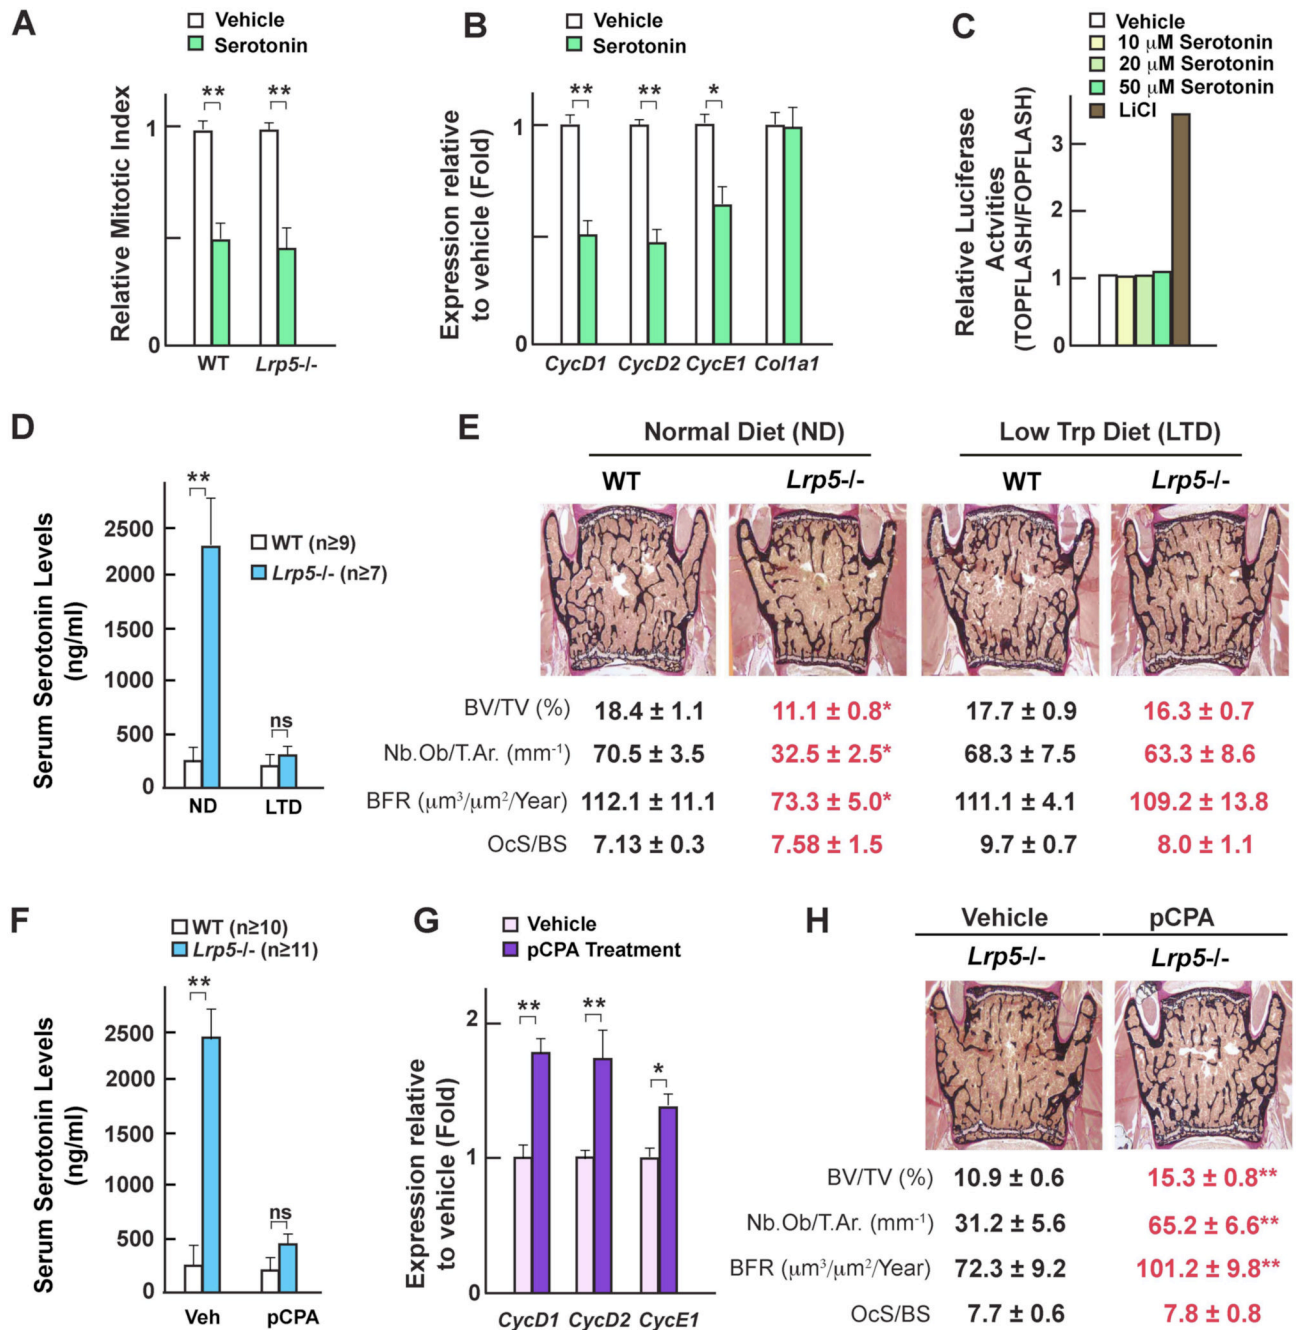 A
Vehicle
Serotonin
Relative Mitotic Index
1
0
**
**
WT
Lrp5-/-
B
Vehicle
Serotonin
Expression relative
to vehicle (Fold)
1
0
**
**
*
CycD1
CycD2
CycE1
Col1a1
C
Vehicle
10 μM Serotonin
20 μM Serotonin
50 μM Serotonin
LiCl
Relative Luciferase
Actvities
(TOPFLASH/FOPFLASH)
3
2
1
0
D
Serum Serotonin Levels
(ng/ml)
2500
2000
1500
1000
500
0
**
ns
WT (n≥9)
Lrp5-/- (n≥7)
ND
LTD
E
Normal Diet (ND)
Low Trp Diet (LTD)
WT
Lrp5-/-
WT
Lrp5-/-
BV/TV (%) 18.4 ± 1.1 11.1 ± 0.8* 17.7 ± 0.9 16.3 ± 0.7
Nb.Ob/T.Ar. (mm⁻¹) 70.5 ± 3.5 32.5 ± 2.5* 68.3 ± 7.5 63.3 ± 8.6
BFR (μm³/μm²/Year) 112.1 ± 11.1 73.3 ± 5.0* 111.1 ± 4.1 109.2 ± 13.8
OcS/BS 7.13 ± 0.3 7.58 ± 1.5 9.7 ± 0.7 8.0 ± 1.1
F
WT (n≥10)
Lrp5-/- (n≥11)
Serum Serotonin Levels
(ng/ml)
2500
2000
1500
1000
500
0
**
ns
Veh
pCPA
G
Vehicle
pCPA Treatment
Expression relative
to vehicle (Fold)
2
1
0
**
**
*
CycD1
CycD2
CycE1
H
Vehicle
pCPA
Lrp5-/-
Lrp5-/-
BV/TV (%) 10.9 ± 0.6 15.3 ± 0.8**
Nb.Ob/T.Ar. (mm⁻¹) 31.2 ± 5.6 65.2 ± 6.6**
BFR (μm³/μm²/Year) 72.3 ± 9.2 101.2 ± 9.8**
OcS/BS 7.7 ± 0.6 7.8 ± 0.8